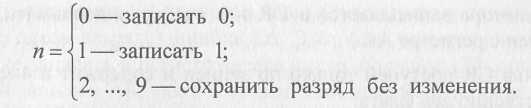 0 — записать 0;
n = 1 — записать 1;
2, ..., 9 — сохранить разряд без изменения.